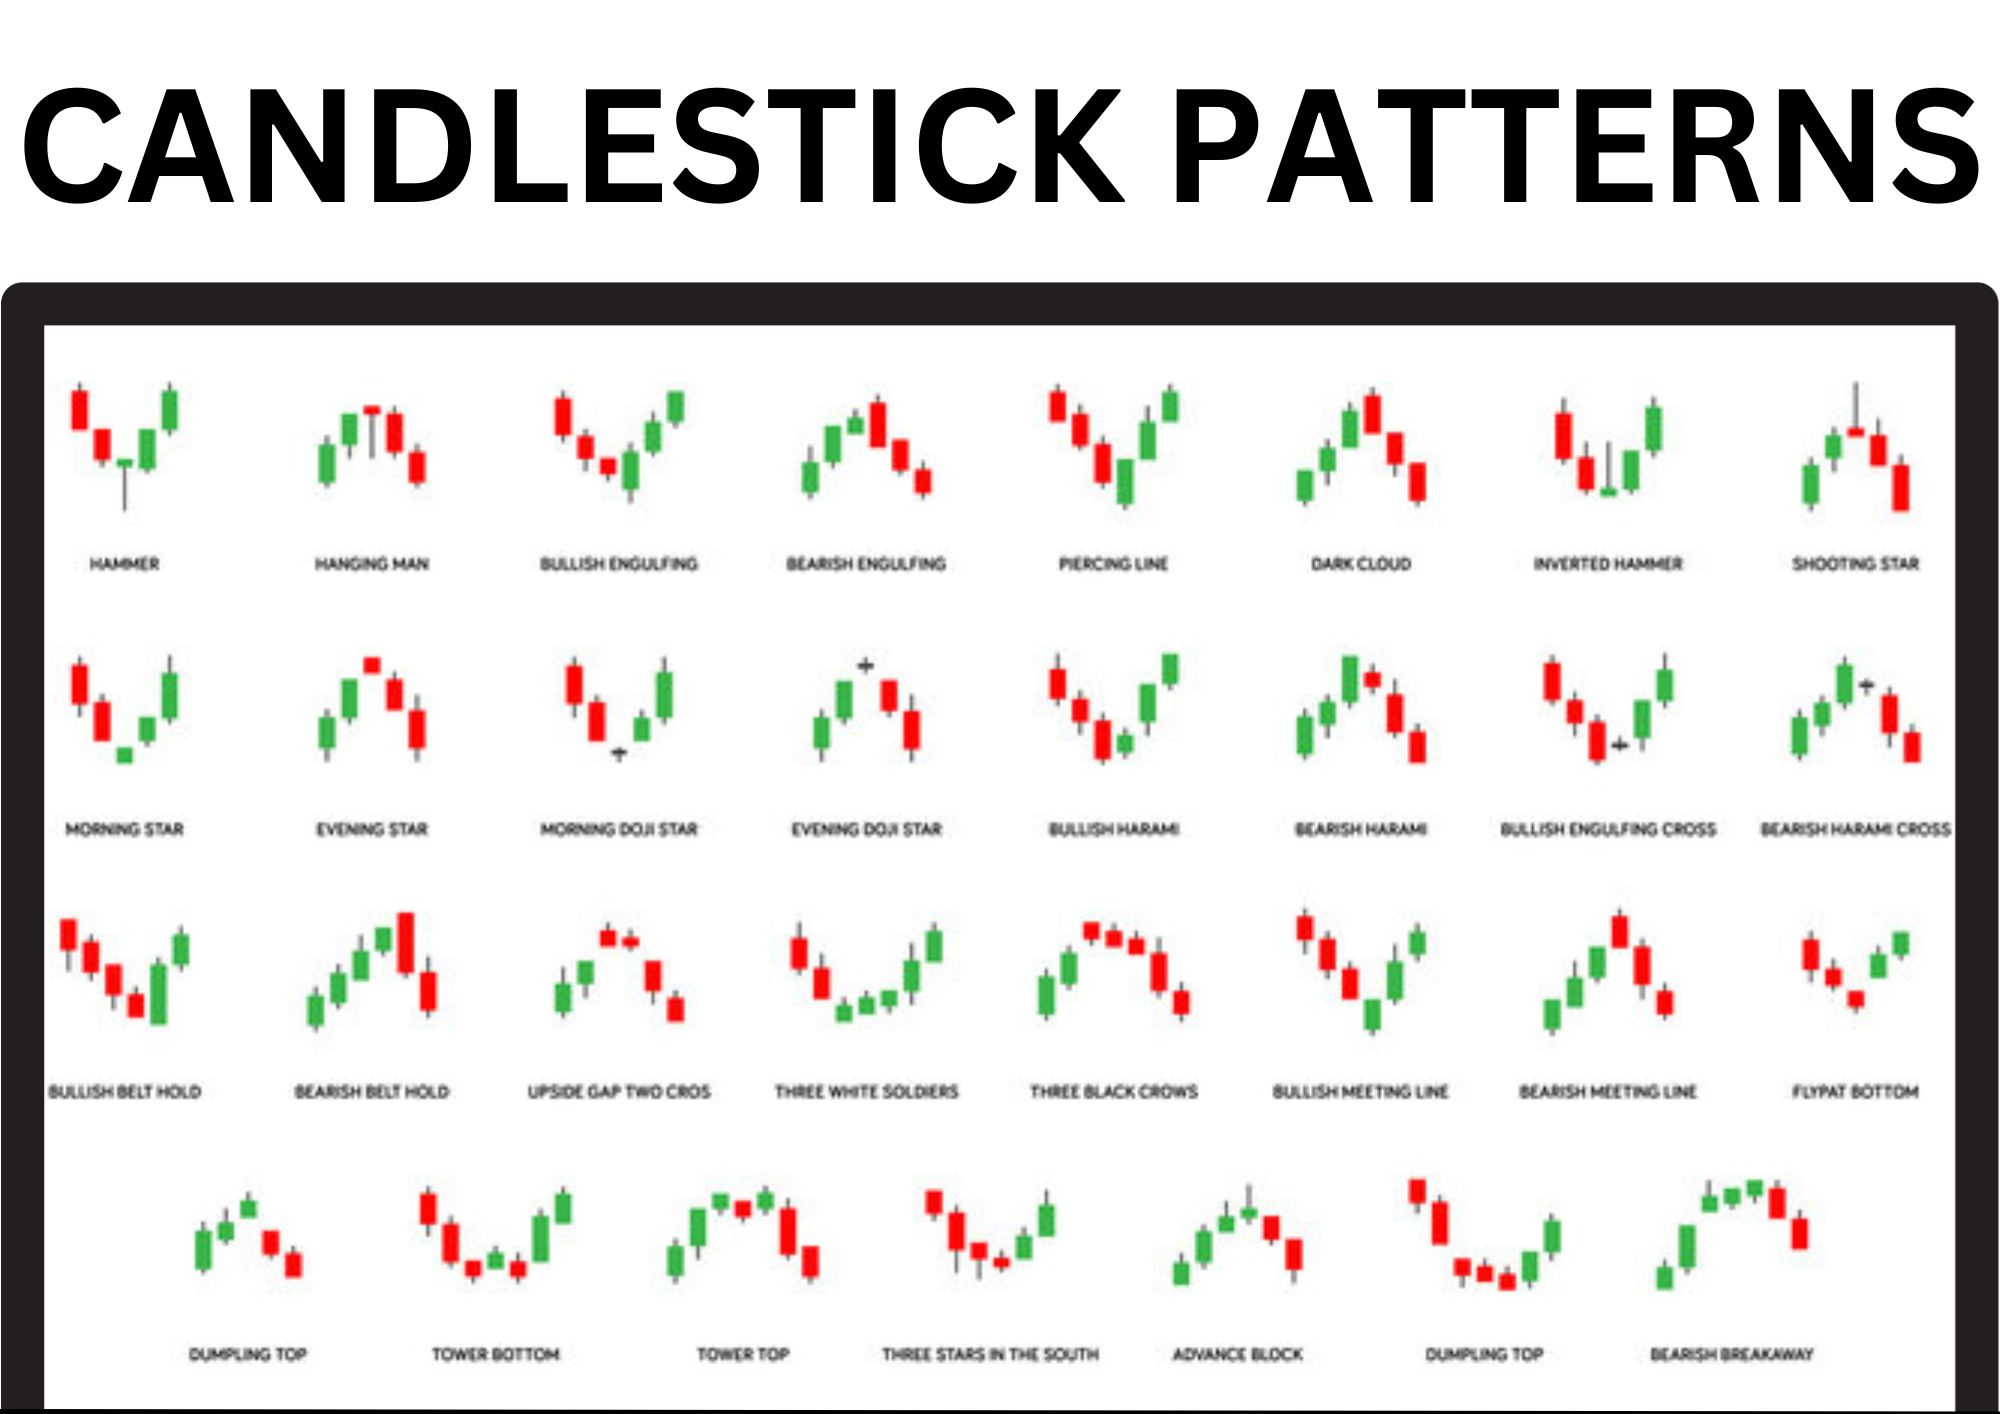 CANDLESTICK PATTERNS
HAMMER
HANGING MAN
BULLISH ENGULFING
BEARISH ENGULFING
PIERCING LINE
DARK CLOUD
INVERTED HAMMER
SHOOTING STAR
MORNING STAR
EVENING STAR
MORNING DOJI STAR
EVENING DOJI STAR
BULLISH HARAMI
BEARISH HARAMI
BULLISH ENGULFING CROSS
BEARISH HARAMI CROSS
BULLISH BELT HOLD
BEARISH BELT HOLD
UPSIDE GAP TWO CROS
THREE WHITE SOLDIERS
THREE BLACK CROWS
BULLISH MEETING LINE
BEARISH MEETING LINE
FLYPAT BOTTOM
DUMPLING TOP
TOWER BOTTOM
TOWER TOP
THREE STARS IN THE SOUTH
ADVANCE BLOCK
DUMPLING TOP
BEARISH BREAKAWAY